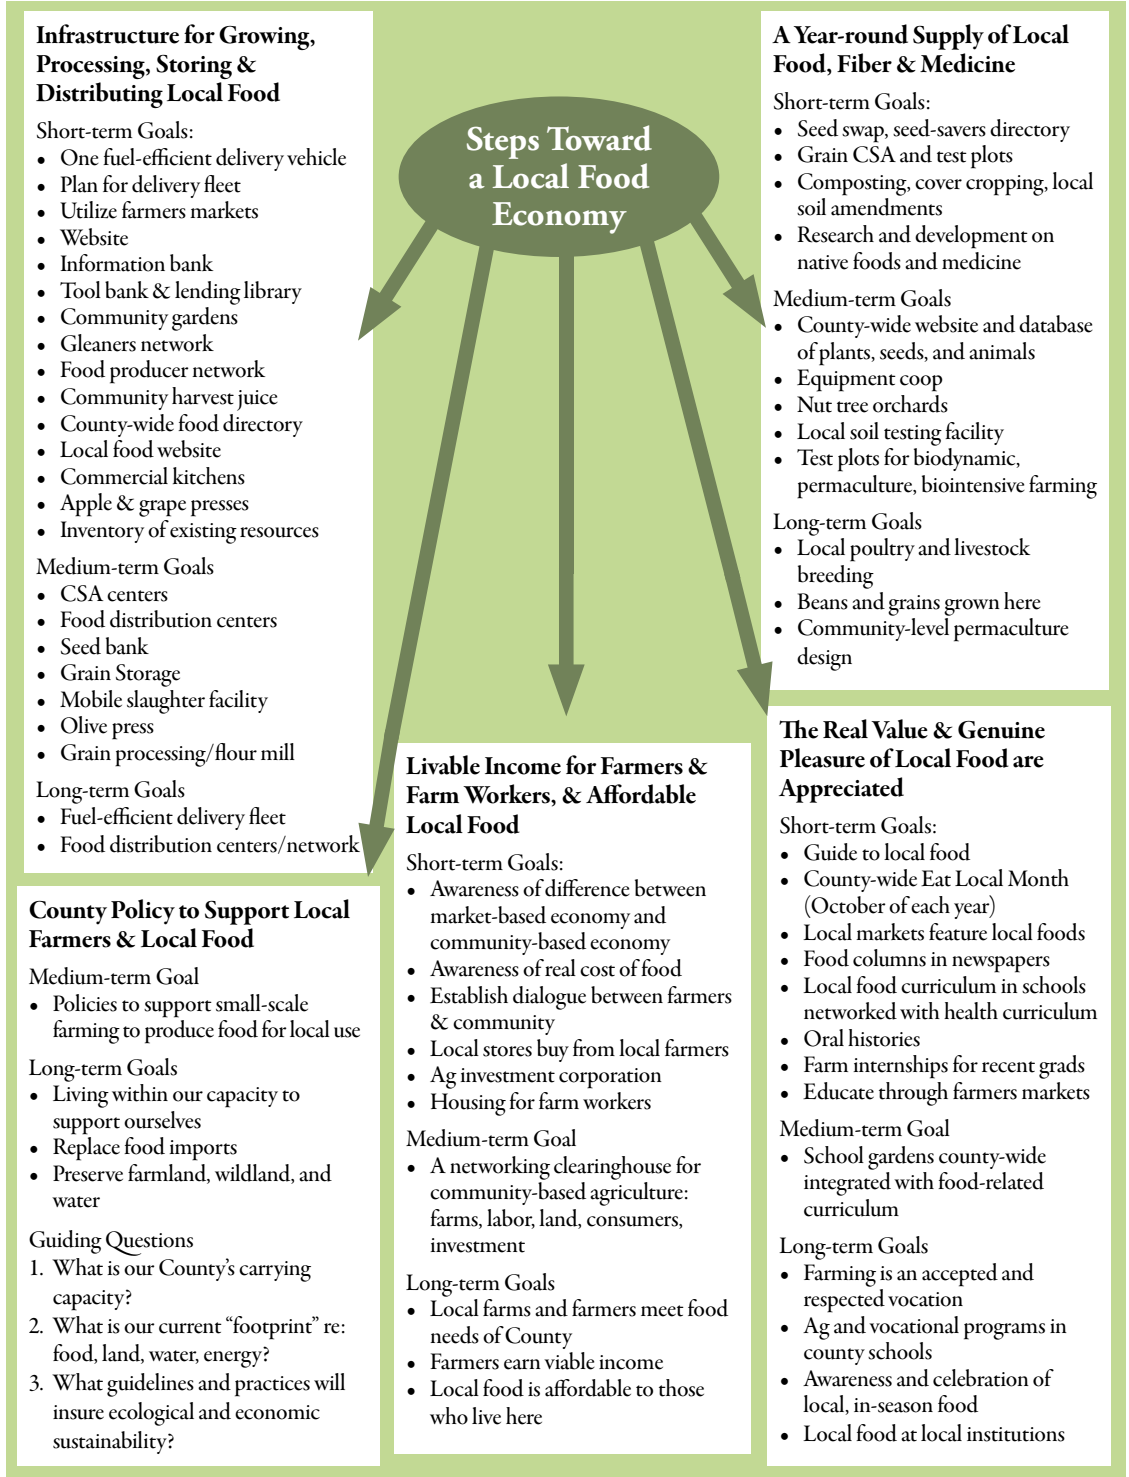 Steps Toward
a Local Food
Economy
Infrastructure for Growing,
Processing, Storing &
Distributing Local Food
Short-term Goals:
• One fuel-efficient delivery vehicle
• Plan for delivery fleet
• Utilize farmers markets
• Website
• Information bank
• Tool bank & lending library
• Community gardens
• Gleaners network
• Food producer network
• Community harvest juice
• County-wide food directory
• Local food website
• Commercial kitchens
• Apple & grape presses
• Inventory of existing resources
Medium-term Goals
• CSA centers
• Food distribution centers
• Seed bank
• Grain Storage
• Mobile slaughter facility
• Olive press
• Grain processing/flour mill
Long-term Goals
• Fuel-efficient delivery fleet
• Food distribution centers/network
County Policy to Support Local
Farmers & Local Food
Medium-term Goal
• Policies to support small-scale
farming to produce food for local use
Long-term Goals
• Living within our capacity to
support ourselves
• Replace food imports
• Preserve farmland, wildland, and
water
Guiding Questions
1. What is our County’s carrying
capacity?
2. What is our current “footprint” re:
food, land, water, energy?
3. What guidelines and practices will
insure ecological and economic
sustainability?
Livable Income for Farmers &
Farm Workers, & Affordable
Local Food
Short-term Goals:
• Awareness of difference between
market-based economy and
community-based economy
• Awareness of real cost of food
• Establish dialogue between farmers
& community
• Local stores buy from local farmers
• Ag investment corporation
• Housing for farm workers
Medium-term Goal
• A networking clearinghouse for
community-based agriculture:
farms, labor, land, consumers,
investment
Long-term Goals
• Local farms and farmers meet food
needs of County
• Farmers earn viable income
• Local food is affordable to those
who live here
A Year-round Supply of Local
Food, Fiber & Medicine
Short-term Goals:
• Seed swap, seed-savers directory
• Grain CSA and test plots
• Composting, cover cropping, local
soil amendments
• Research and development on
native foods and medicine
Medium-term Goals
• County-wide website and database
of plants, seeds, and animals
• Equipment coop
• Nut tree orchards
• Local soil testing facility
• Test plots for biodynamic,
permaculture, biointensive farming
Long-term Goals
• Local poultry and livestock
breeding
• Beans and grains grown here
• Community-level permaculture
design
The Real Value & Genuine
Pleasure of Local Food are
Appreciated
Short-term Goals:
• Guide to local food
• County-wide Eat Local Month
(October of each year)
• Local markets feature local foods
• Food columns in newspapers
• Local food curriculum in schools
networked with health curriculum
• Oral histories
• Farm internships for recent grads
• Educate through farmers markets
Medium-term Goal
• School gardens county-wide
integrated with food-related
curriculum
Long-term Goals
• Farming is an accepted and
respected vocation
• Ag and vocational programs in
county schools
• Awareness and celebration of
local, in-season food
• Local food at local institutions